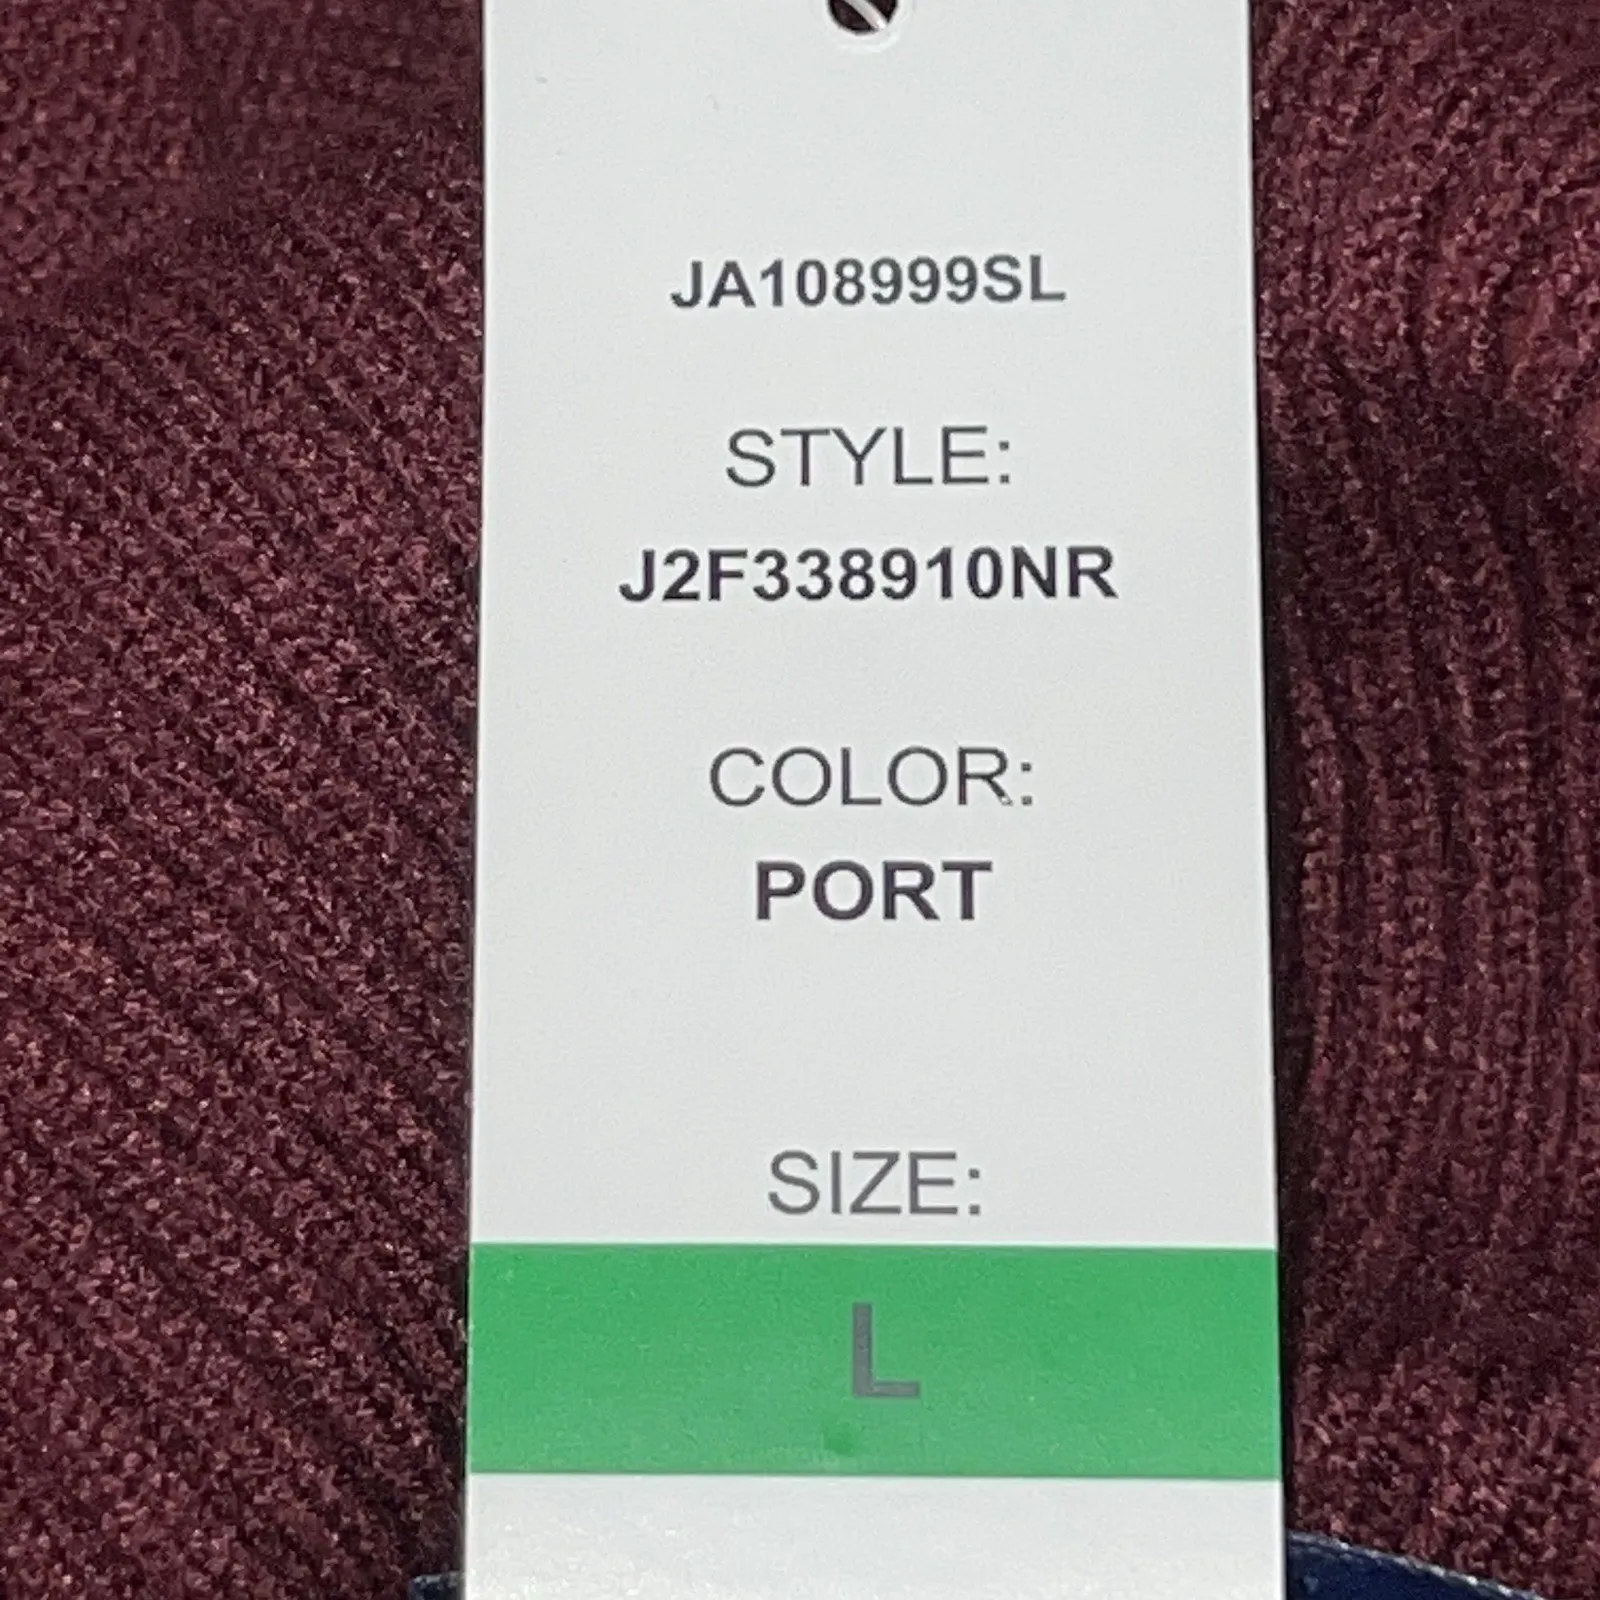 JA108999SL
STYLE:
J2F338910NR
COLOR:
PORT
SIZE:
L